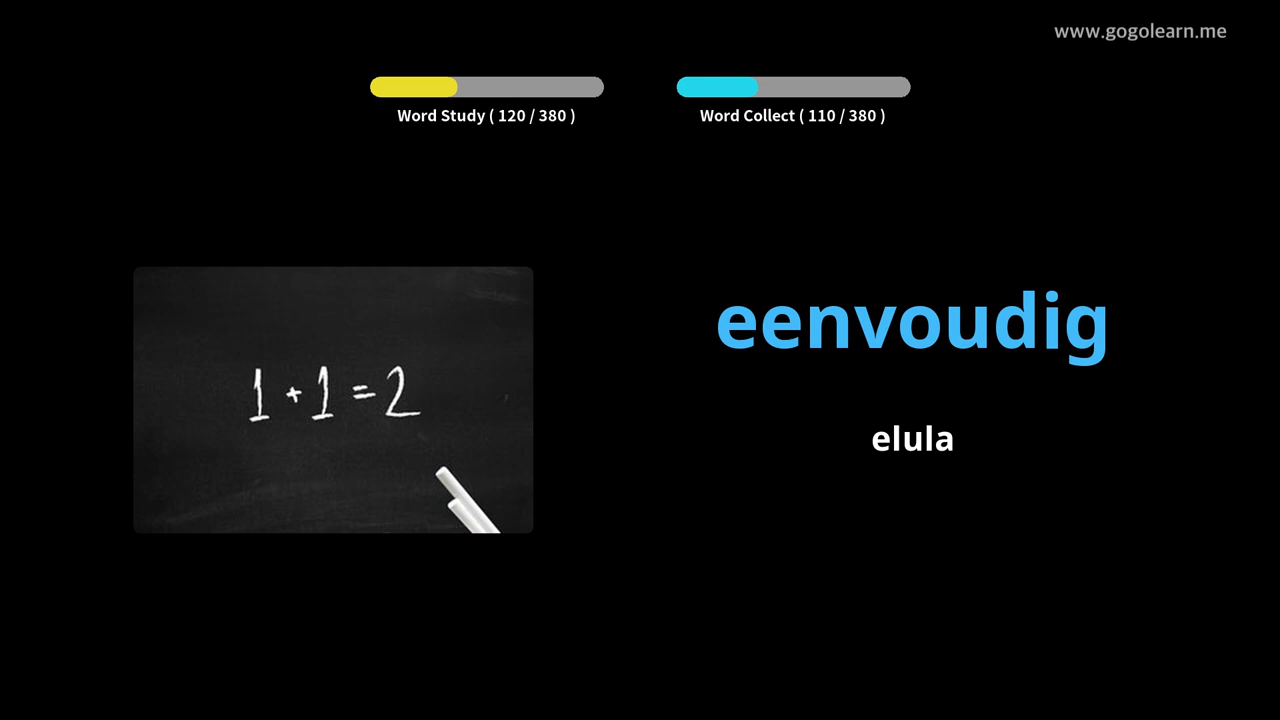 www.gogolearn.me
Word Study ( 120 / 380 )
Word Collect ( 110 / 380 )
1 + 1 = 2
eenvoudig
elula